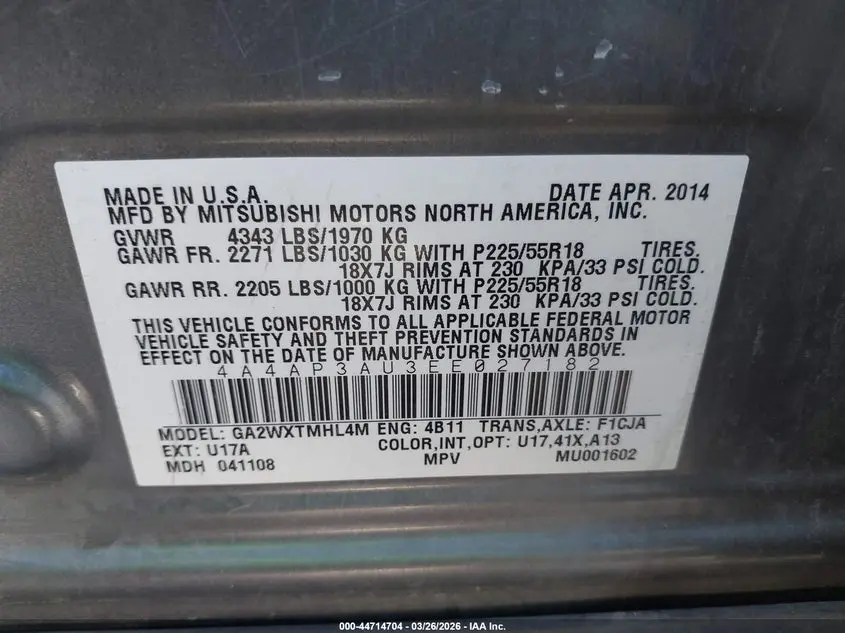 MADE IN U.S.A. DATE APR. 2014
MFD BY MITSUBISHI MOTORS NORTH AMERICA, INC.
GVWR 4343 LBS/1970 KG
GAWR FR. 2271 LBS/1030 KG WITH P225/55R18 TIRES.
18X7J RIMS AT 230 KPA/33 PSI COLD.
GAWR RR. 2205 LBS/1000 KG WITH P225/55R18 TIRES.
18X7J RIMS AT 230 KPA/33 PSI COLD.
THIS VEHICLE CONFORMS TO ALL APPLICABLE FEDERAL MOTOR
VEHICLE SAFETY AND THEFT PREVENTION STANDARDS IN
EFFECT ON THE DATE OF MANUFACTURE SHOWN ABOVE.
4A4AP3AU3EE027182
MODEL: GA2WXTMHL4M ENG: 4B11 TRANS,AXLE: F1CJA
EXT: U17A COLOR,INT,OPT: U17,41X,A13
MDH 041108 MPV MU001602
000-44714704 | 03/26/2026 - IAA Inc.